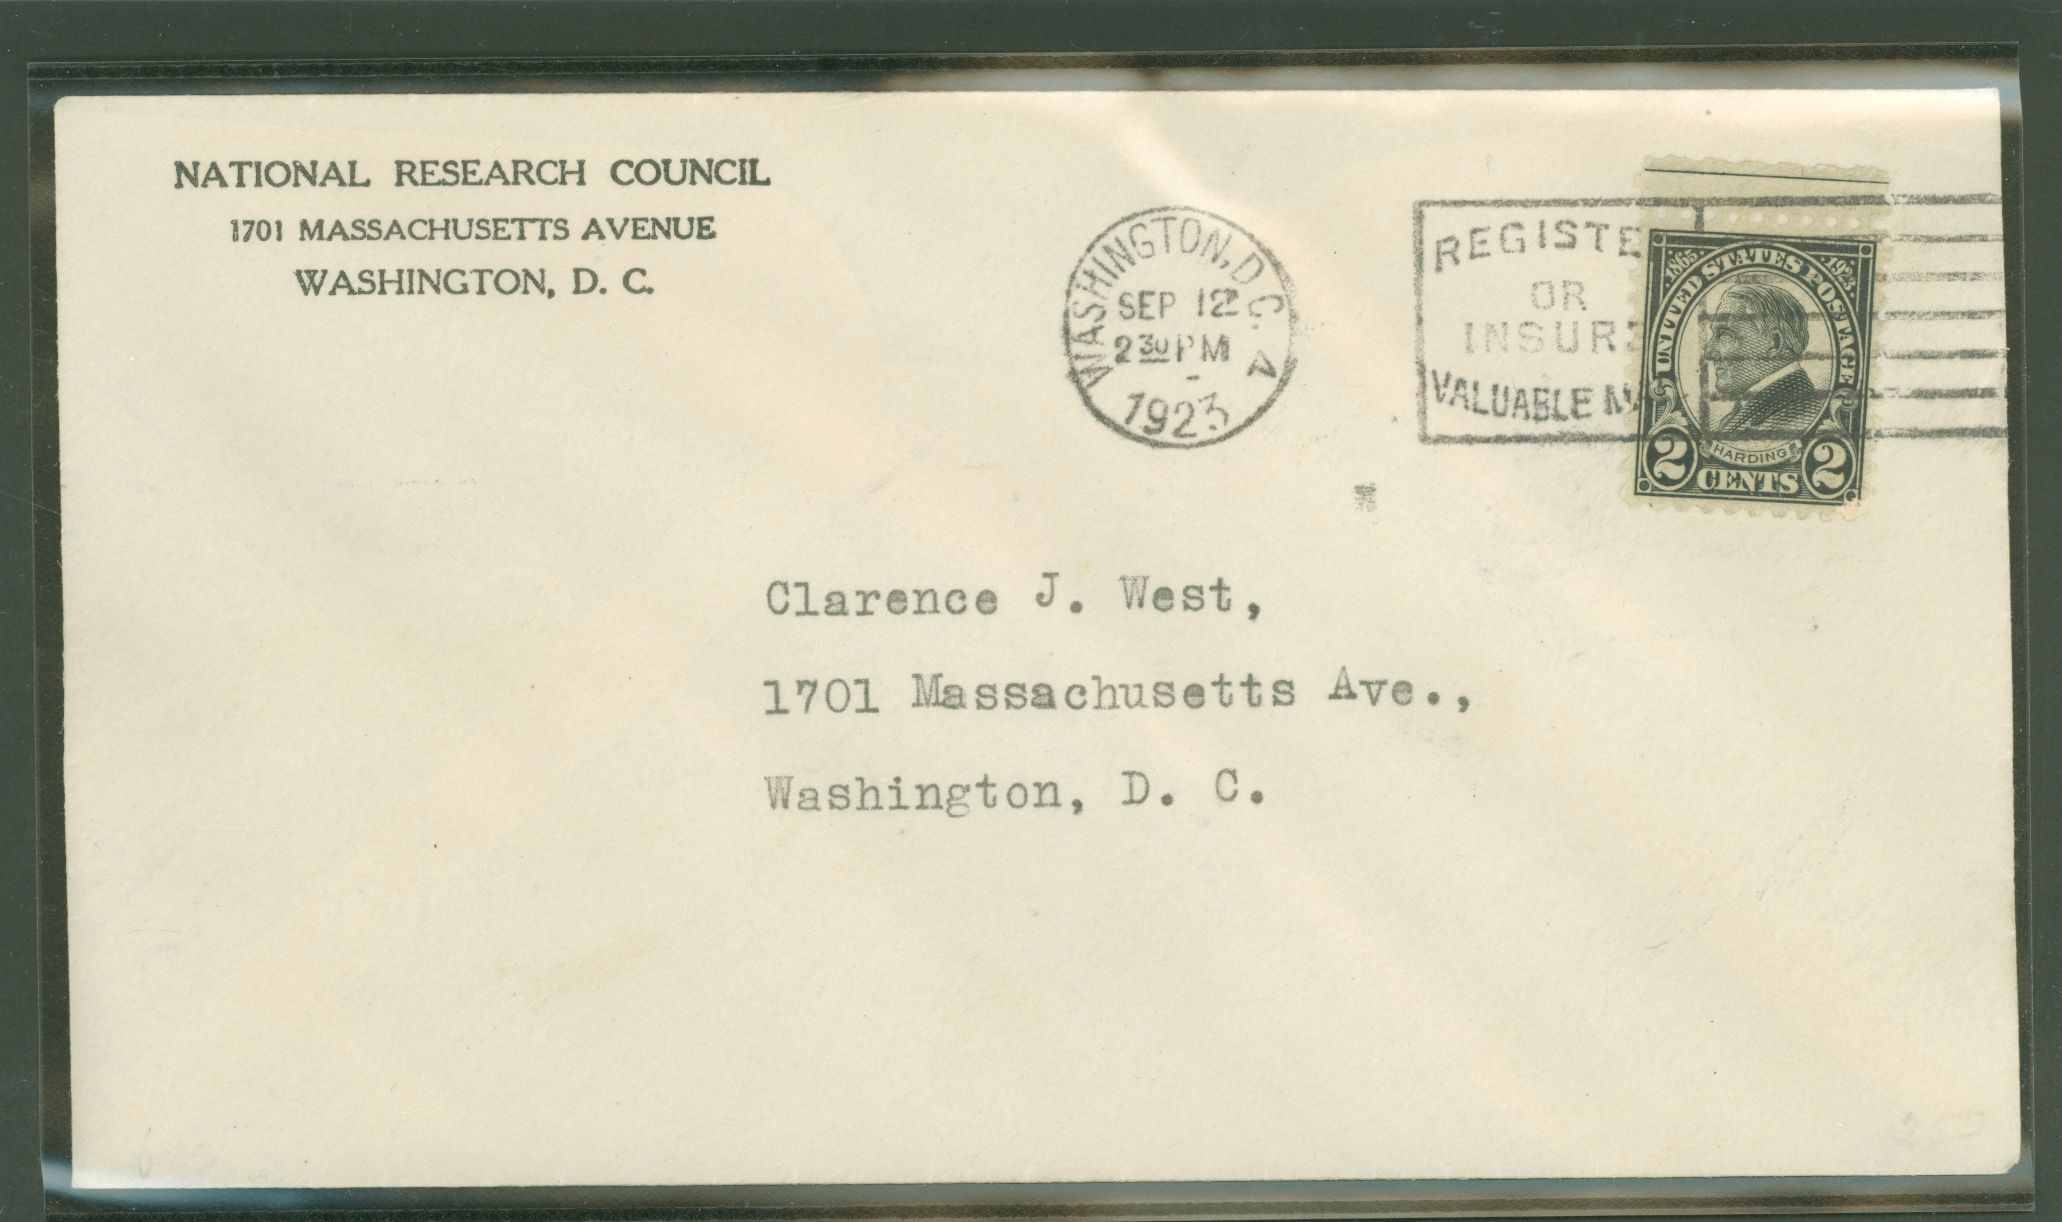 NATIONAL RESEARCH COUNCIL
1701 MASSACHUSETTS AVENUE
WASHINGTON, D. C.
WASHINGTON, D.C. 4
SEP 12
2 30 PM
1923
REGISTE
OR
INSUR
VALUABLE
1865 UNITED STATES POSTAGE 1923
HARDING
2 CENTS 2
Clarence J. West,
1701 Massachusetts Ave.,
Washington, D. C.